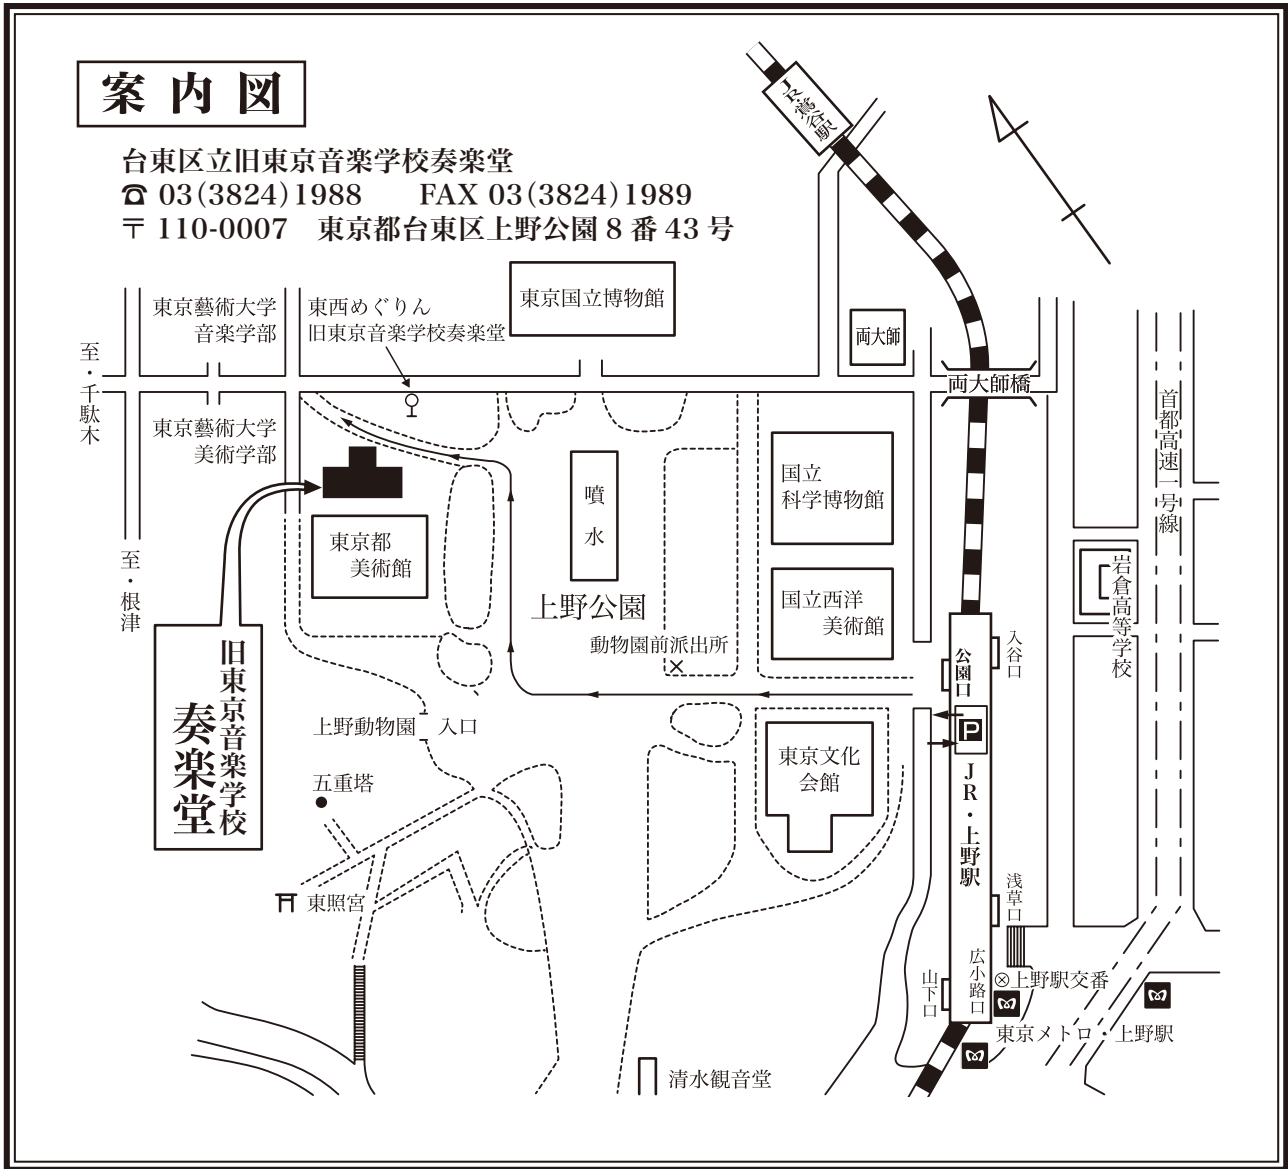 案内図
台東区立旧東京音楽学校奏楽堂
☎ 03(3824)1988 FAX 03(3824)1989
〒110-0007 東京都台東区上野公園8番43号
JR・鶯谷駅
東京国立博物館
東京藝術大学
音楽学部
東西めぐりん
旧東京音楽学校奏楽堂
両大師
両大師橋
至・千駄木
東京藝術大学
美術学部
首都高速一号線
国立
科学博物館
噴水
東京都
美術館
至・根津
岩倉高等学校
上野公園
国立西洋
美術館
動物園前派出所
入谷口
公園口
旧東京音楽学校
奏楽堂
上野動物園 入口
P
東京文化
会館
JR・上野駅
五重塔
東照宮
浅草口
広小路口
山下口
上野駅交番
東京メトロ・上野駅
清水観音堂